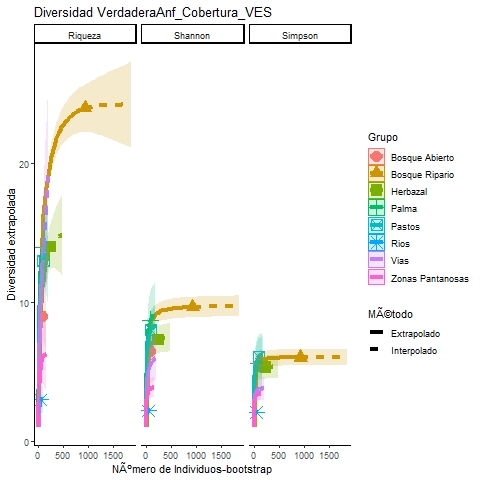 Diversidad VerdaderaAnf_Cobertura_VES
Riqueza
Shannon
Simpson
Diversidad extrapolada
20
10
0
0 500 1000 1500
0 500 1000 1500
0 500 1000 1500
NÃºmero de Individuos-bootstrap
Grupo
Bosque Abierto
Bosque Ripario
Herbazal
Palma
Pastos
Rios
Vias
Zonas Pantanosas
MÃ©todo
Extrapolado
Interpolado